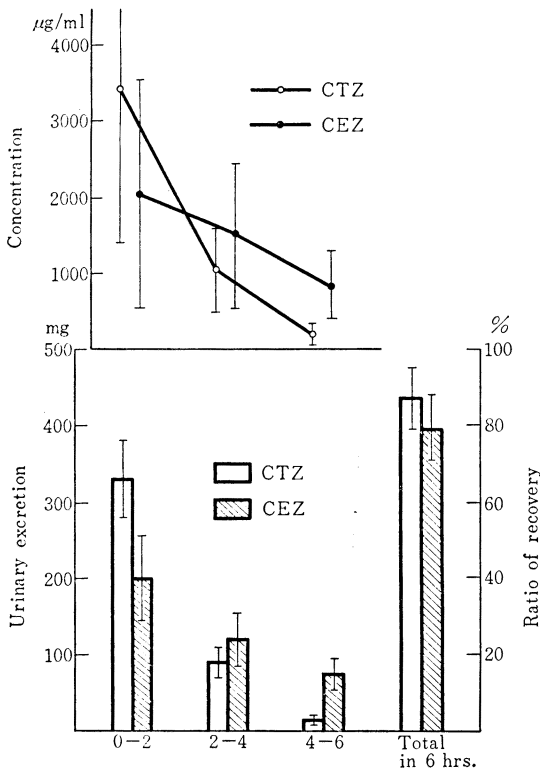 μg/ml
4000
3000
2000
1000
Concentration
CTZ
CEZ
mg
500
400
300
200
100
Urinary excretion
CTZ
CEZ
%
100
80
60
40
20
Ratio of recovery
0-2
2-4
4-6
Total
in 6 hrs.